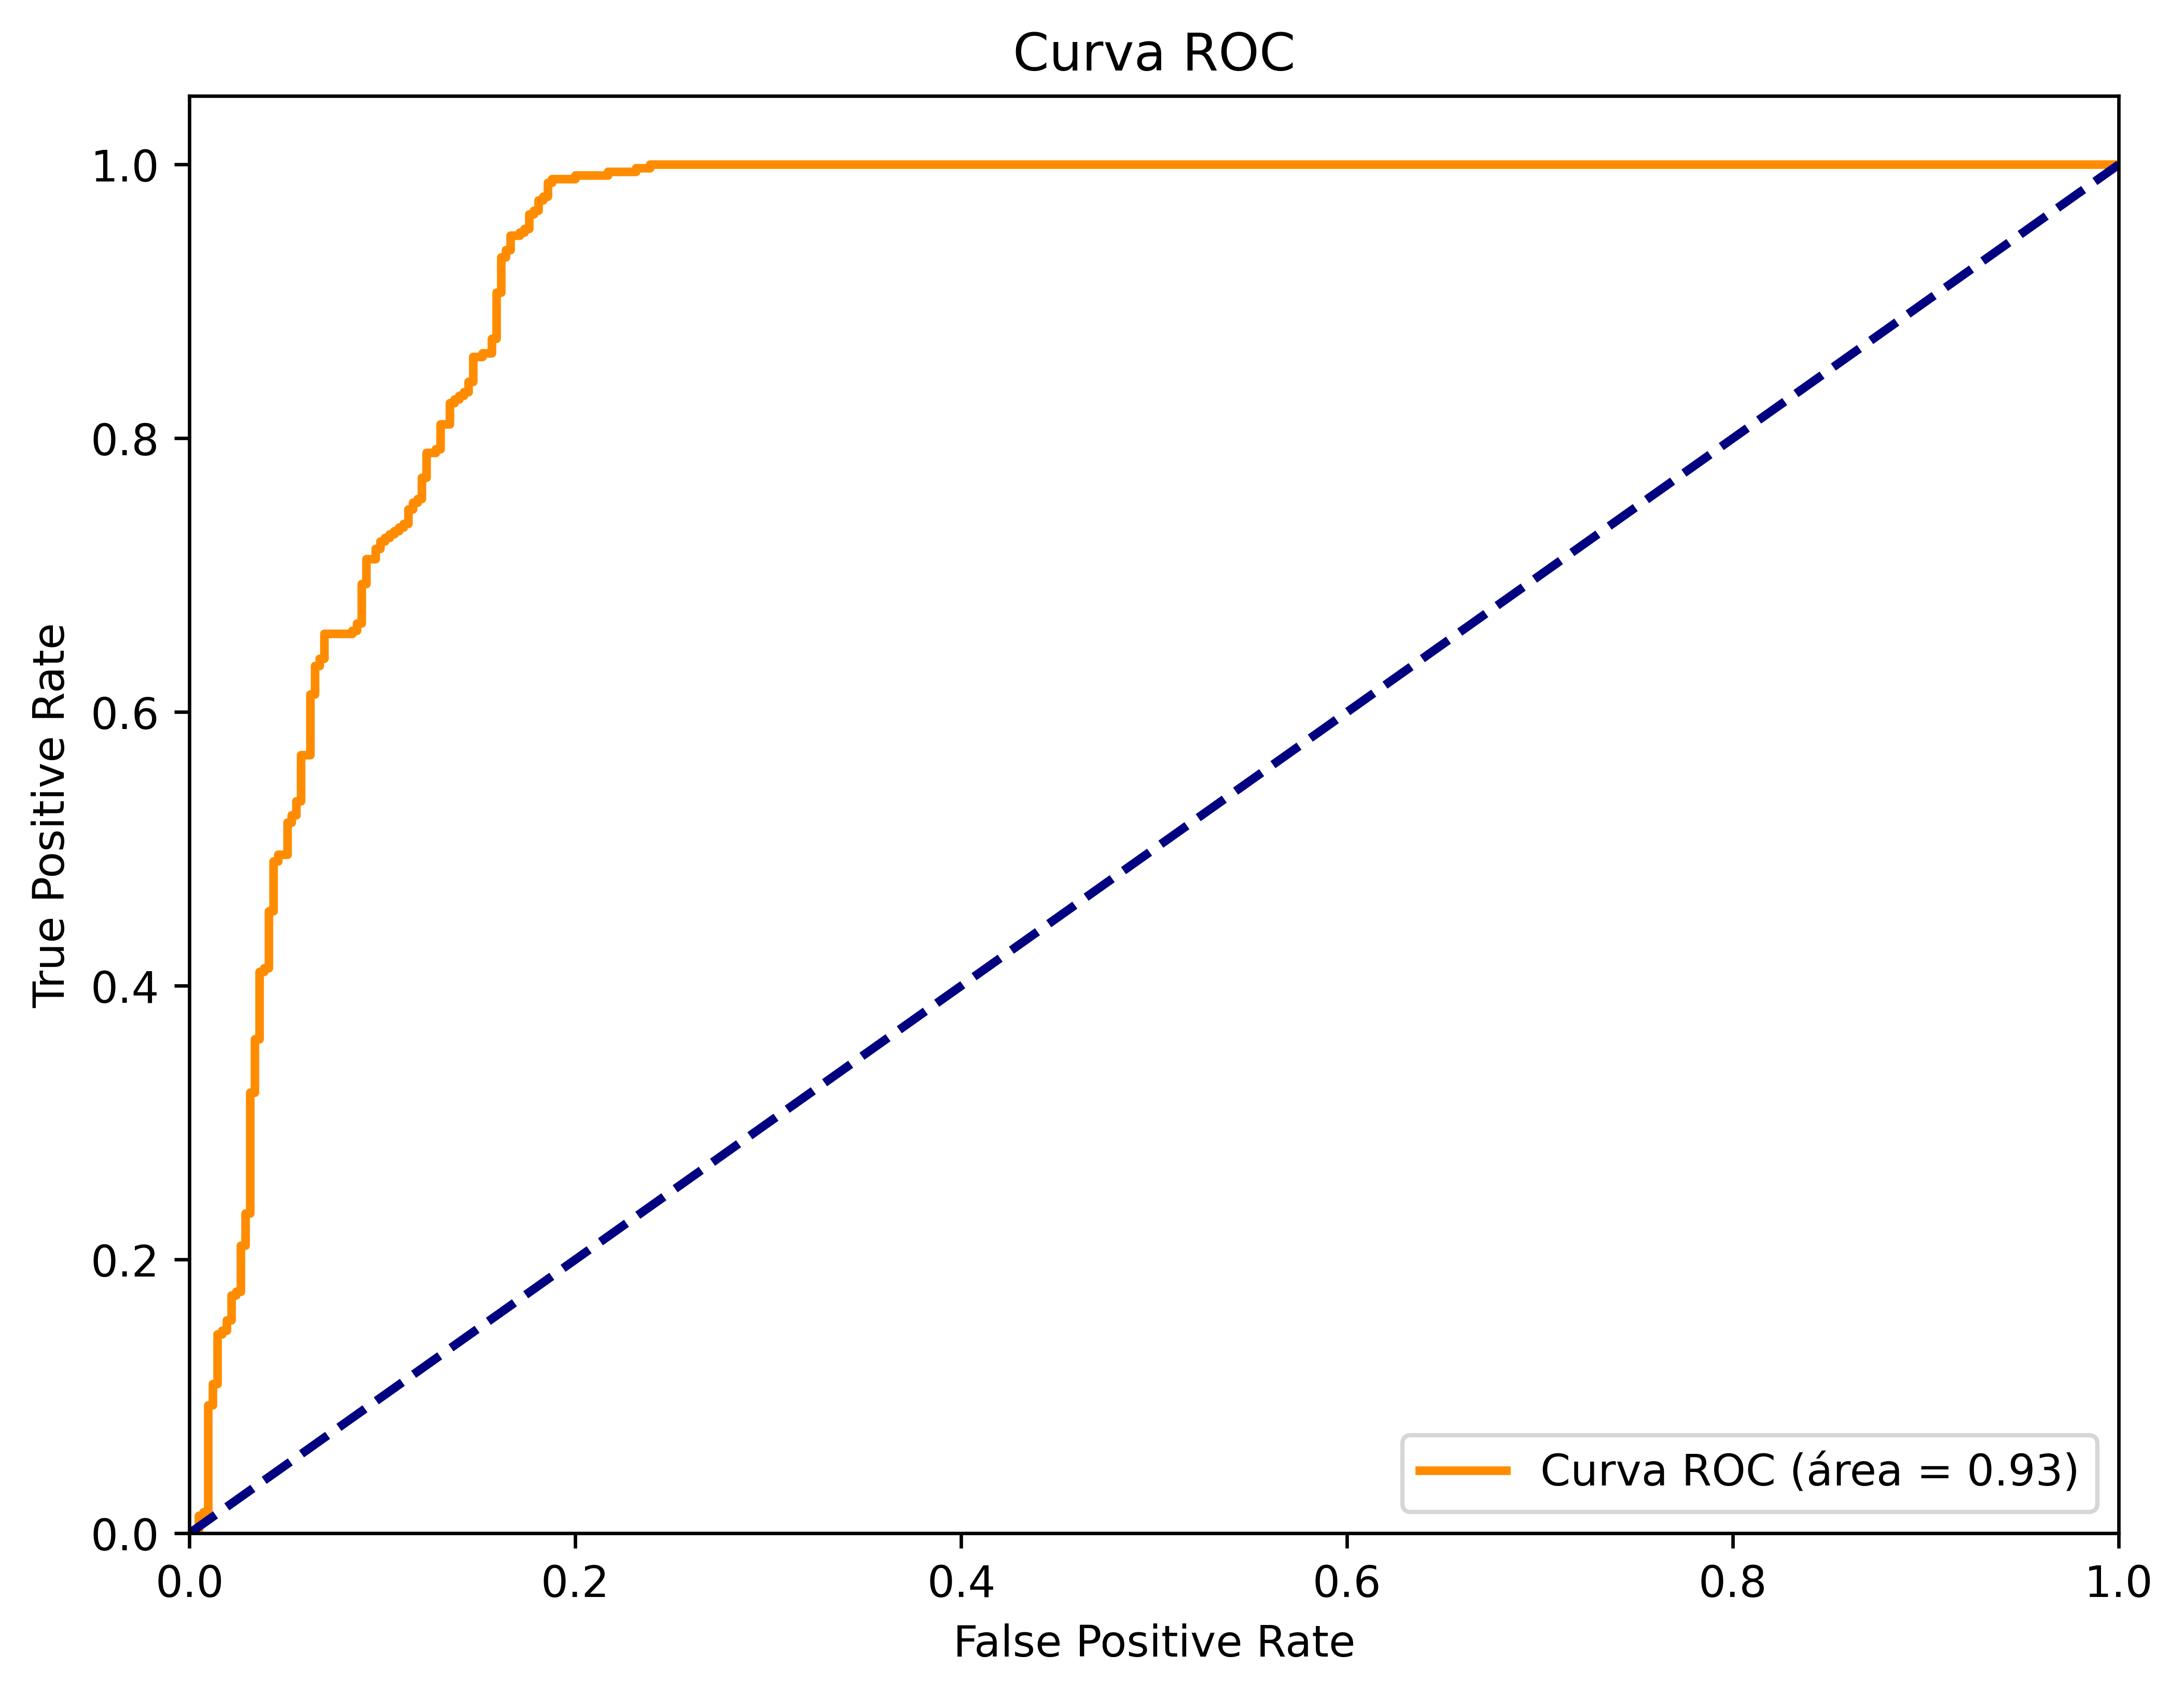 Curva ROC
True Positive Rate
1.0
0.8
0.6
0.4
0.2
0.0
Curva ROC (área = 0.93)
0.0 0.2 0.4 0.6 0.8 1.0
False Positive Rate